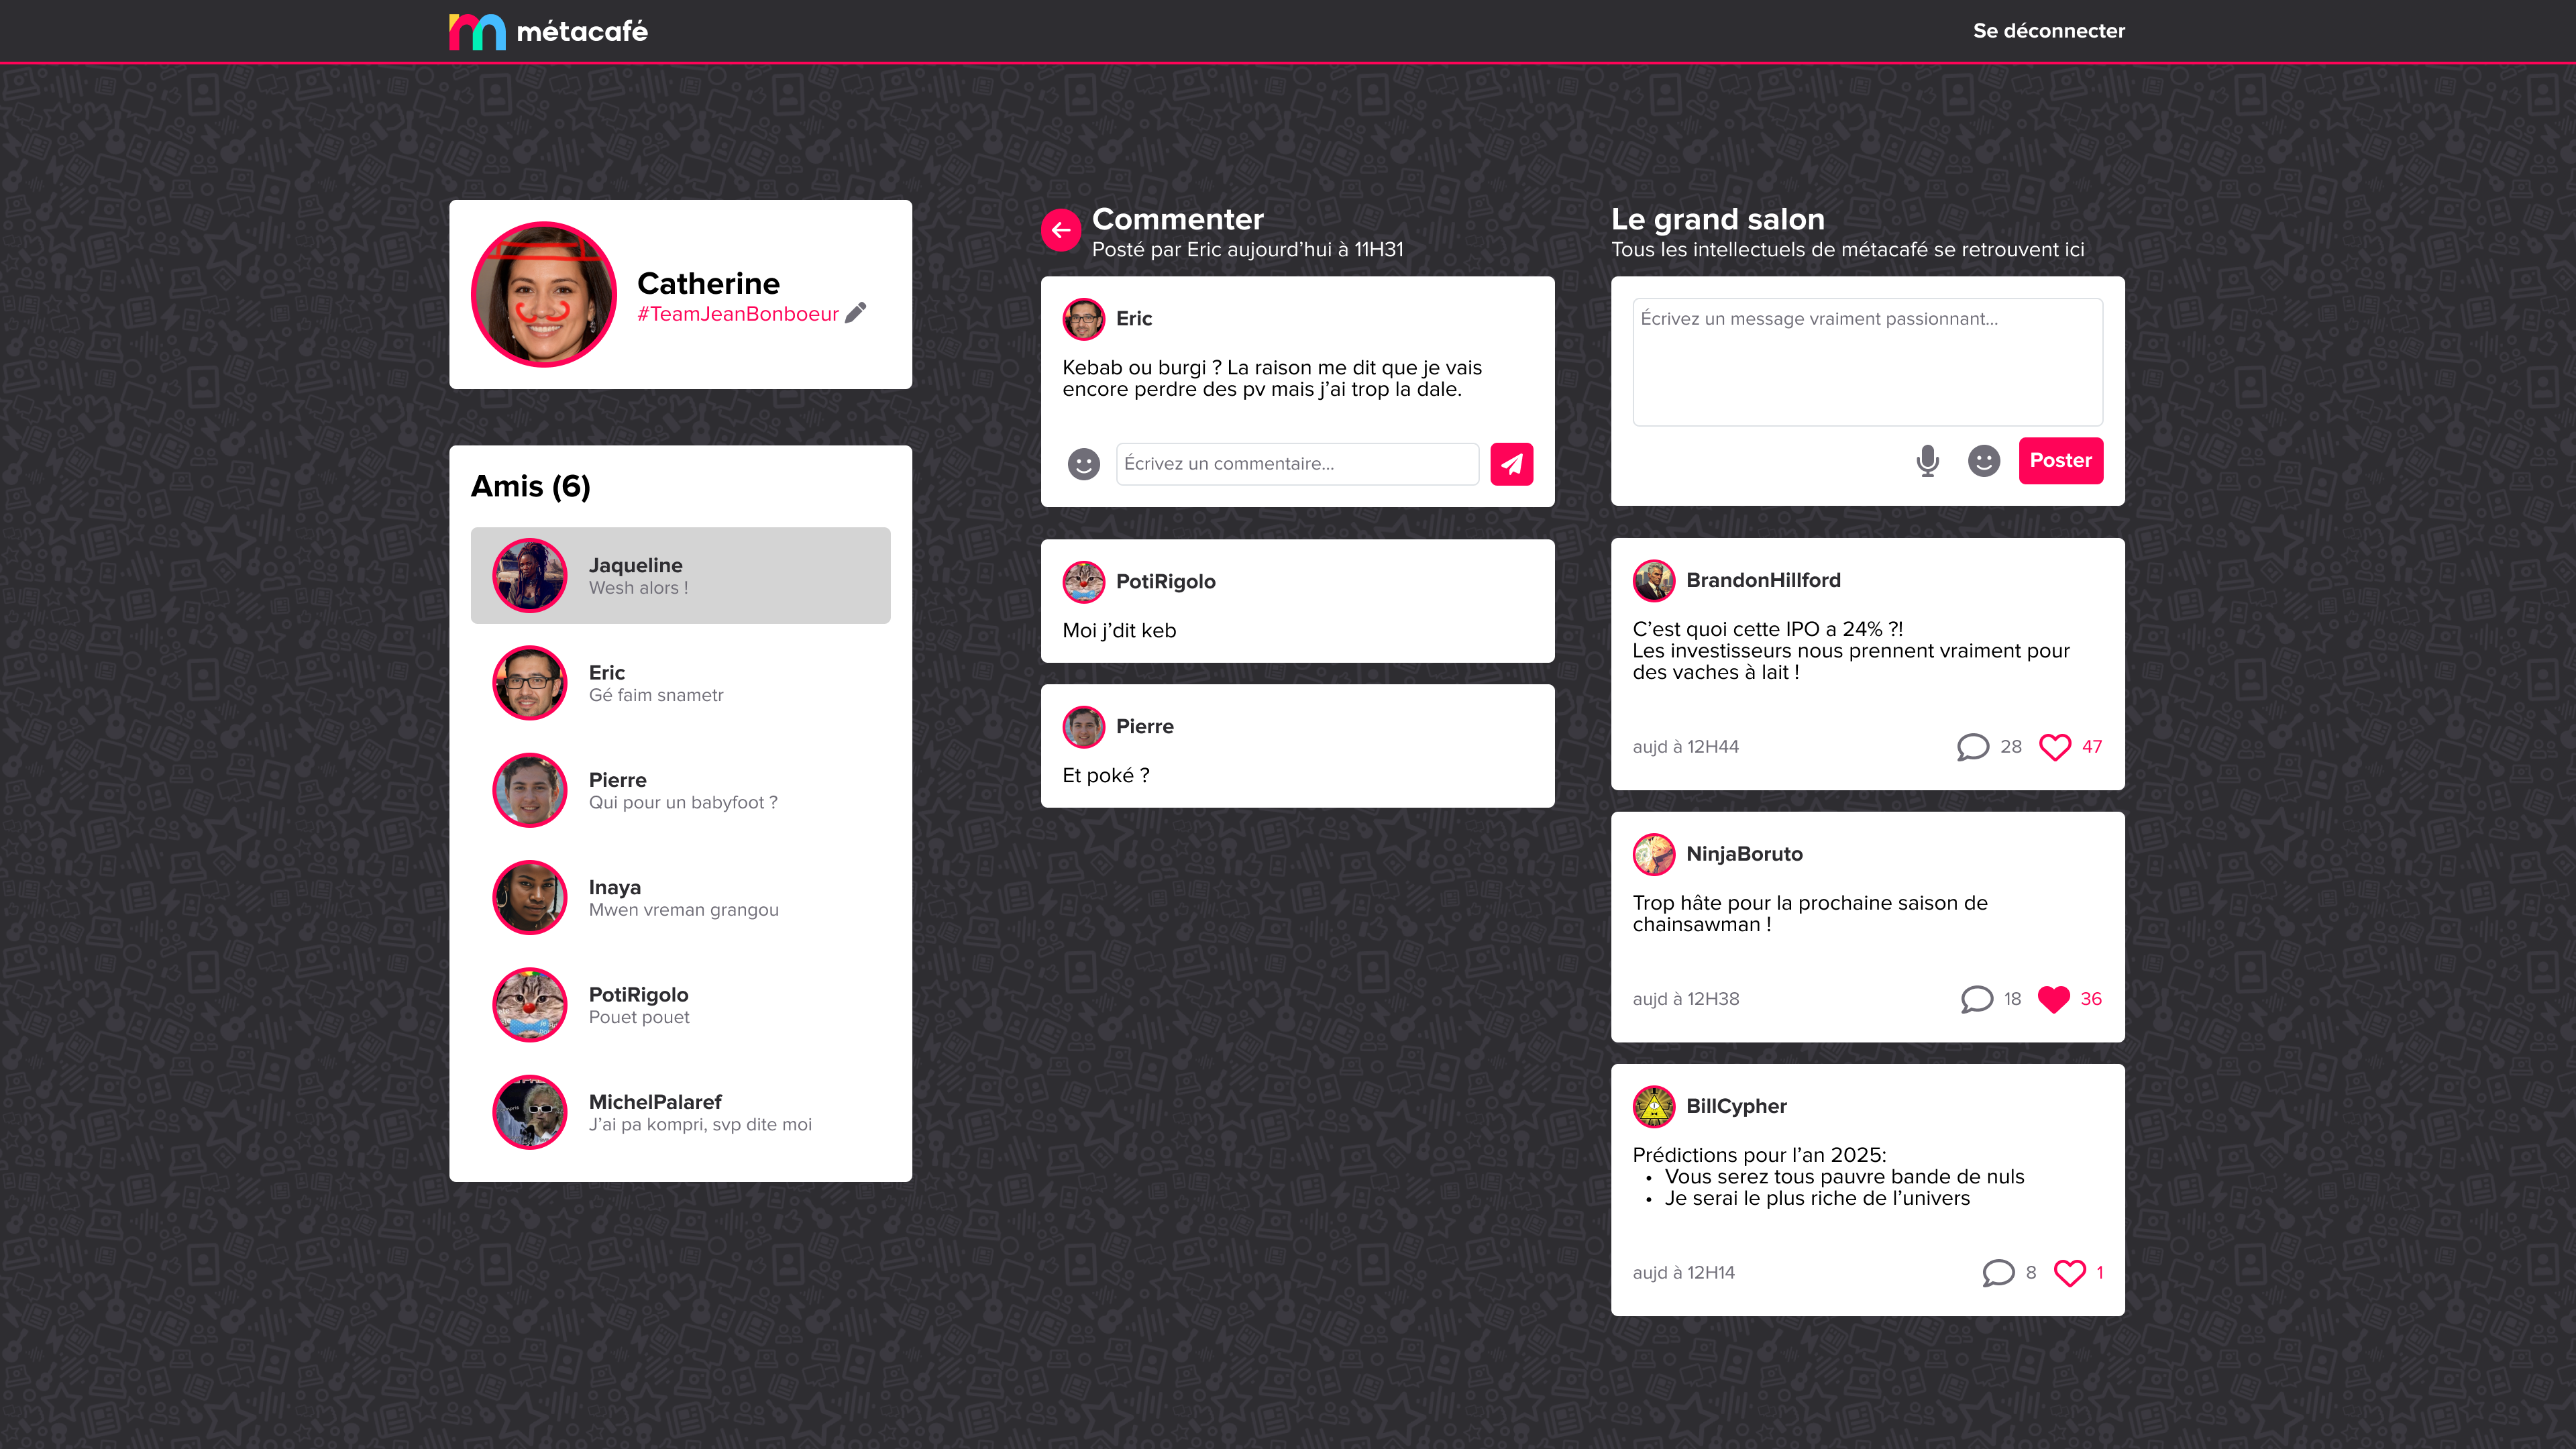 métacafé
Se déconnecter
Catherine
#TeamJeanBonboeur
Amis (6)
Jaqueline
Wesh alors !
Eric
Gé faim snametr
Pierre
Qui pour un babyfoot ?
Inaya
Mwen vreman grangou
PotiRigolo
Pouet pouet
MichelPalaref
J’ai pa kompri, svp dite moi
Commenter
Posté par Eric aujourd’hui à 11H31
Eric
Kebab ou burgi ? La raison me dit que je vais
encore perdre des pv mais j’ai trop la dale.
Écrivez un commentaire...
PotiRigolo
Moi j’dit keb
Pierre
Et poké ?
Le grand salon
Tous les intellectuels de métacafé se retrouvent ici
Écrivez un message vraiment passionnant...
Poster
BrandonHillford
C’est quoi cette IPO a 24% ?!
Les investisseurs nous prennent vraiment pour
des vaches à lait !
aujd à 12H44
28
47
NinjaBoruto
Trop hâte pour la prochaine saison de
chainsawman !
aujd à 12H38
18
36
BillCypher
Prédictions pour l’an 2025:
• Vous serez tous pauvre bande de nuls
• Je serai le plus riche de l’univers
aujd à 12H14
8
1